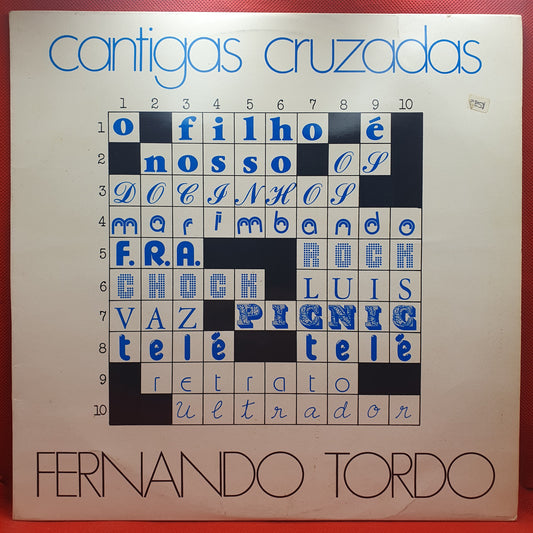 cantigas cruzadas
1 2 3 4 5 6 7 8 9 10
1 o filho é
2 nosso os
3 DOCINHOS
4 marimbando
5 F.R.A. ROCK
6 CHOCK LUIS
7 VAZ PICNIC
8 telé telé
9 retrato
10 ultrador
FERNANDO TORDO